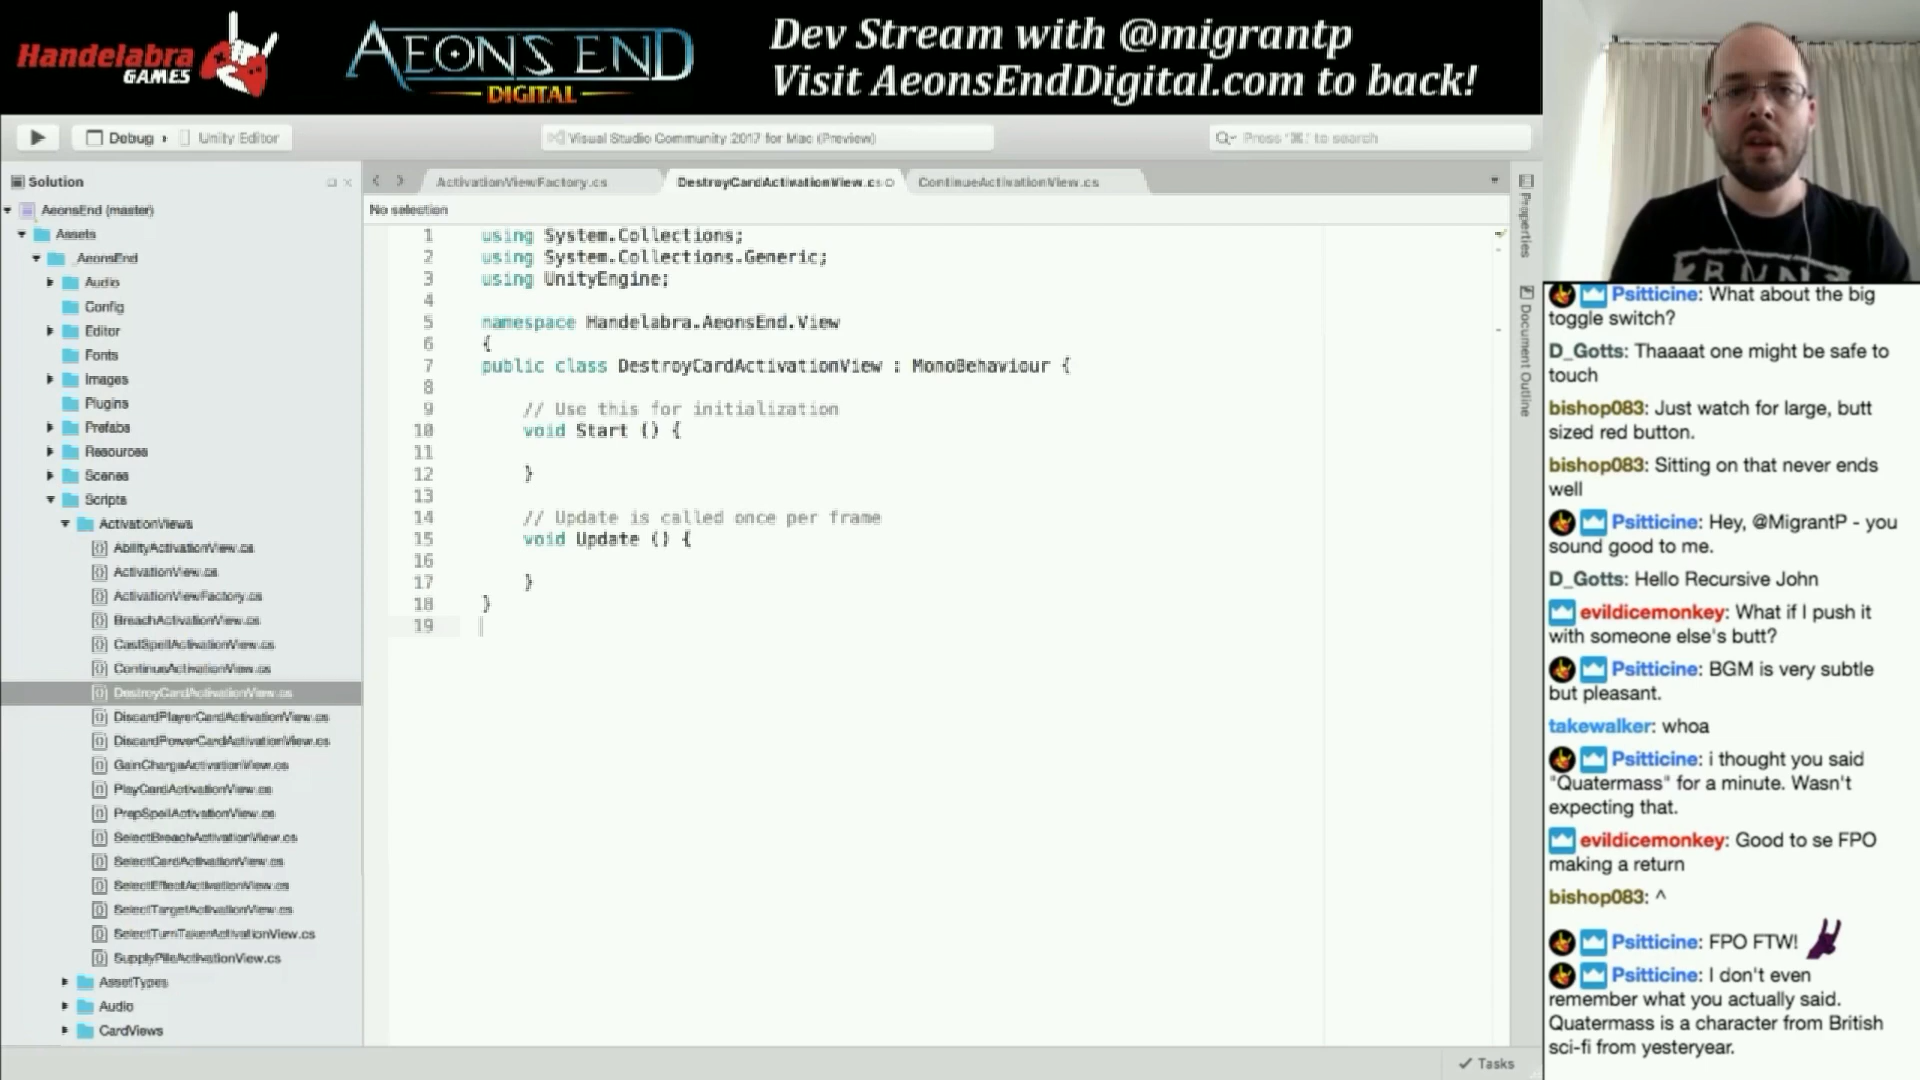 Handelabra
GAMES
AEONS END
DIGITAL
Dev Stream with @migrantp
Visit AeonsEndDigital.com to back!
Debug
Unity Editor
Visual Studio Community 2017 for Mac (Preview)
Press '⌘.' to search
Solution
AeonsEnd (master)
Assets
_AeonsEnd
Audio
Config
Editor
Fonts
Images
Plugins
Prefabs
Resources
Scenes
Scripts
ActivationViews
AbilityActivationView.cs
ActivationView.cs
ActivationViewFactory.cs
BreachActivationView.cs
CastSpellActivationView.cs
ContinueActivationView.cs
DestroyCardActivationView.cs
DiscardPlayerCardActivationView.cs
DiscardPowerCardActivationView.cs
GainChargeActivationView.cs
PlayCardActivationView.cs
PrepSpellActivationView.cs
SelectBreachActivationView.cs
SelectCardActivationView.cs
SelectEffectActivationView.cs
SelectTargetActivationView.cs
SelectTurnTakerActivationView.cs
SupplyPileActivationView.cs
AssetTypes
Audio
CardViews
ActivationViewFactory.cs
DestroyCardActivationView.cs
ContinueActivationView.cs
No selection
1 using System.Collections;
2 using System.Collections.Generic;
3 using UnityEngine;
4
5 namespace Handelabra.AeonsEnd.View
6 {
7 public class DestroyCardActivationView : MonoBehaviour {
8
9 // Use this for initialization
10 void Start () {
11
12 }
13
14 // Update is called once per frame
15 void Update () {
16
17 }
18 }
19
Properties
Document Outline
Tasks
BUN
Psitticine: What about the big
toggle switch?
D_Gotts: Thaaaat one might be safe to
touch
bishop083: Just watch for large, butt
sized red button.
bishop083: Sitting on that never ends
well
Psitticine: Hey, @MigrantP - you
sound good to me.
D_Gotts: Hello Recursive John
evildicemonkey: What if I push it
with someone else's butt?
Psitticine: BGM is very subtle
but pleasant.
takewalker: whoa
Psitticine: i thought you said
"Quatermass" for a minute. Wasn't
expecting that.
evildicemonkey: Good to se FPO
making a return
bishop083: ^
Psitticine: FPO FTW!
Psitticine: I don't even
remember what you actually said.
Quatermass is a character from British
sci-fi from yesteryear.